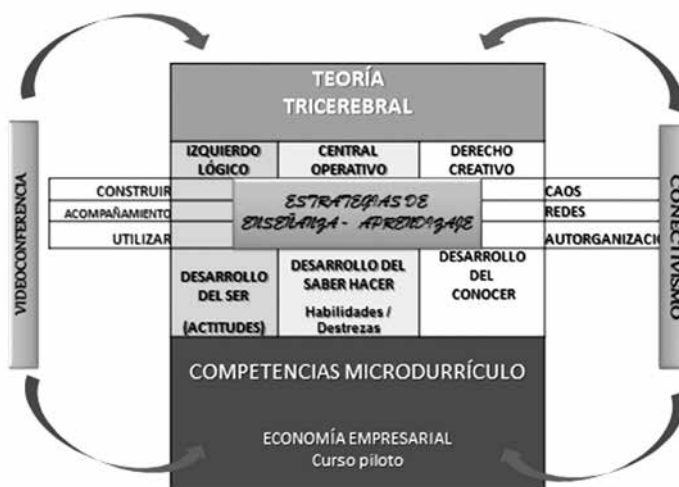 TEORÍA
TRICEREBRAL
IZQUIERDO
LÓGICO
CENTRAL
OPERATIVO
DERECHO
CREATIVO
VIDEOCONFERENCIA
CONSTRUIR
ACOMPAÑAMIENTO
UTILIZAR
ESTRATEGIAS DE
ENSEÑANZA - APRENDIZAJE
CAOS
REDES
AUTORGANIZACIÓ
CONECTIVISMO
DESARROLLO
DEL SER
(ACTITUDES)
DESARROLLO DEL
SABER HACER
Habilidades /
Destrezas
DESARROLLO
DEL
CONOCER
COMPETENCIAS MICRODURRÍCULO
ECONOMÍA EMPRESARIAL
Curso piloto